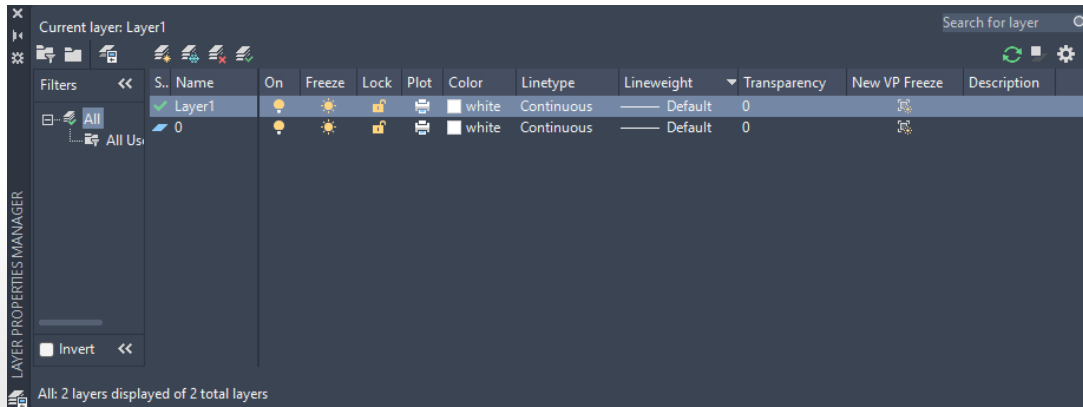 Current layer: Layer1
Search for layer
Filters
S.. Name On Freeze Lock Plot Color Linetype Lineweight Transparency New VP Freeze Description
All
Layer1 white Continuous Default 0
All Use
0 white Continuous Default 0
Invert
All: 2 layers displayed of 2 total layers
LAYER PROPERTIES MANAGER